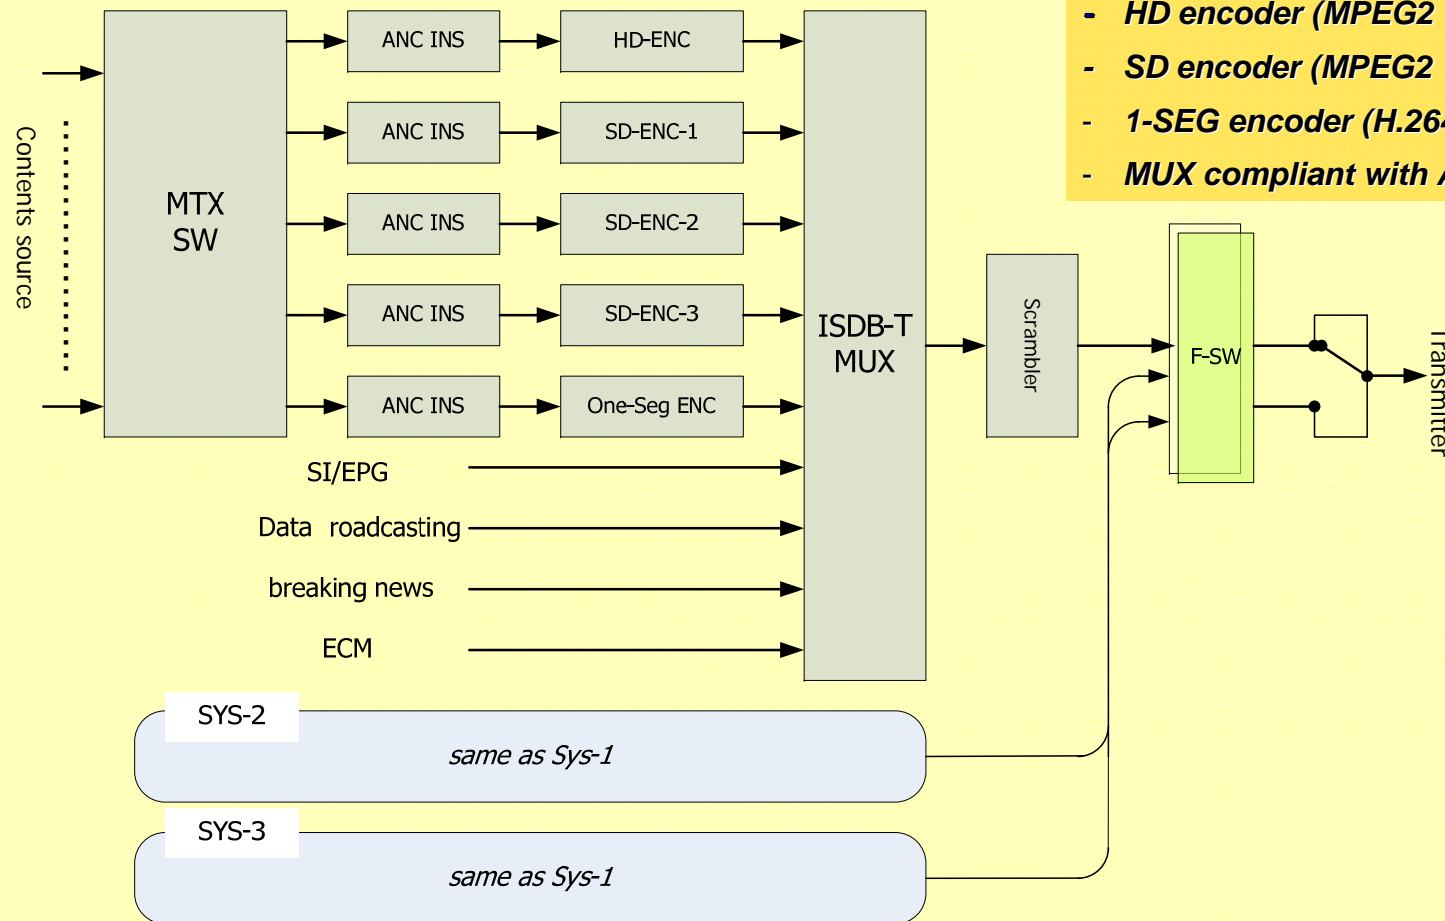 - HD encoder (MPEG2
- SD encoder (MPEG2
- 1-SEG encoder (H.264
- MUX compliant with A
Contents source
MTX
SW
ANC INS
HD-ENC
ANC INS
SD-ENC-1
ANC INS
SD-ENC-2
ANC INS
SD-ENC-3
ANC INS
One-Seg ENC
SI/EPG
Data roadcasting
breaking news
ECM
ISDB-T
MUX
Scrambler
F-SW
Transmitter
SYS-2
same as Sys-1
SYS-3
same as Sys-1